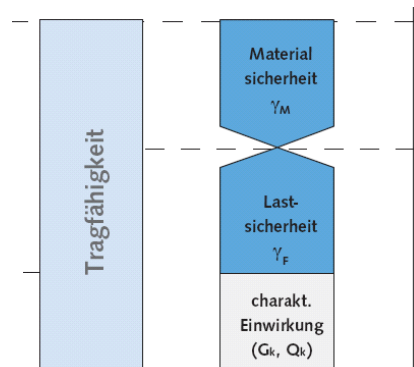 Tragfähigkeit
Material
sicherheit
γM
Last-
sicherheit
γF
charakt.
Einwirkung
(Gk, Qk)